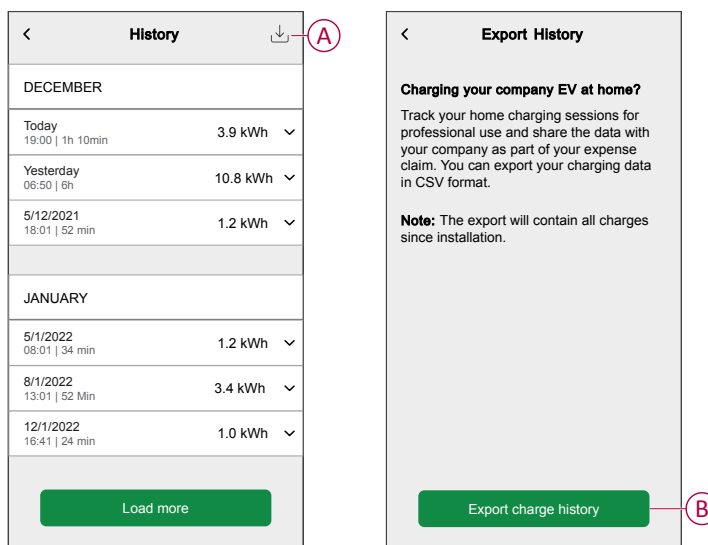 History
A
DECEMBER
Today
19:00 | 1h 10min
3.9 kWh
Yesterday
06:50 | 6h
10.8 kWh
5/12/2021
18:01 | 52 min
1.2 kWh
JANUARY
5/1/2022
08:01 | 34 min
1.2 kWh
8/1/2022
13:01 | 52 Min
3.4 kWh
12/1/2022
16:41 | 24 min
1.0 kWh
Load more
Export History
Charging your company EV at home?
Track your home charging sessions for
professional use and share the data with
your company as part of your expense
claim. You can export your charging data
in CSV format.
Note: The export will contain all charges
since installation.
Export charge history
B